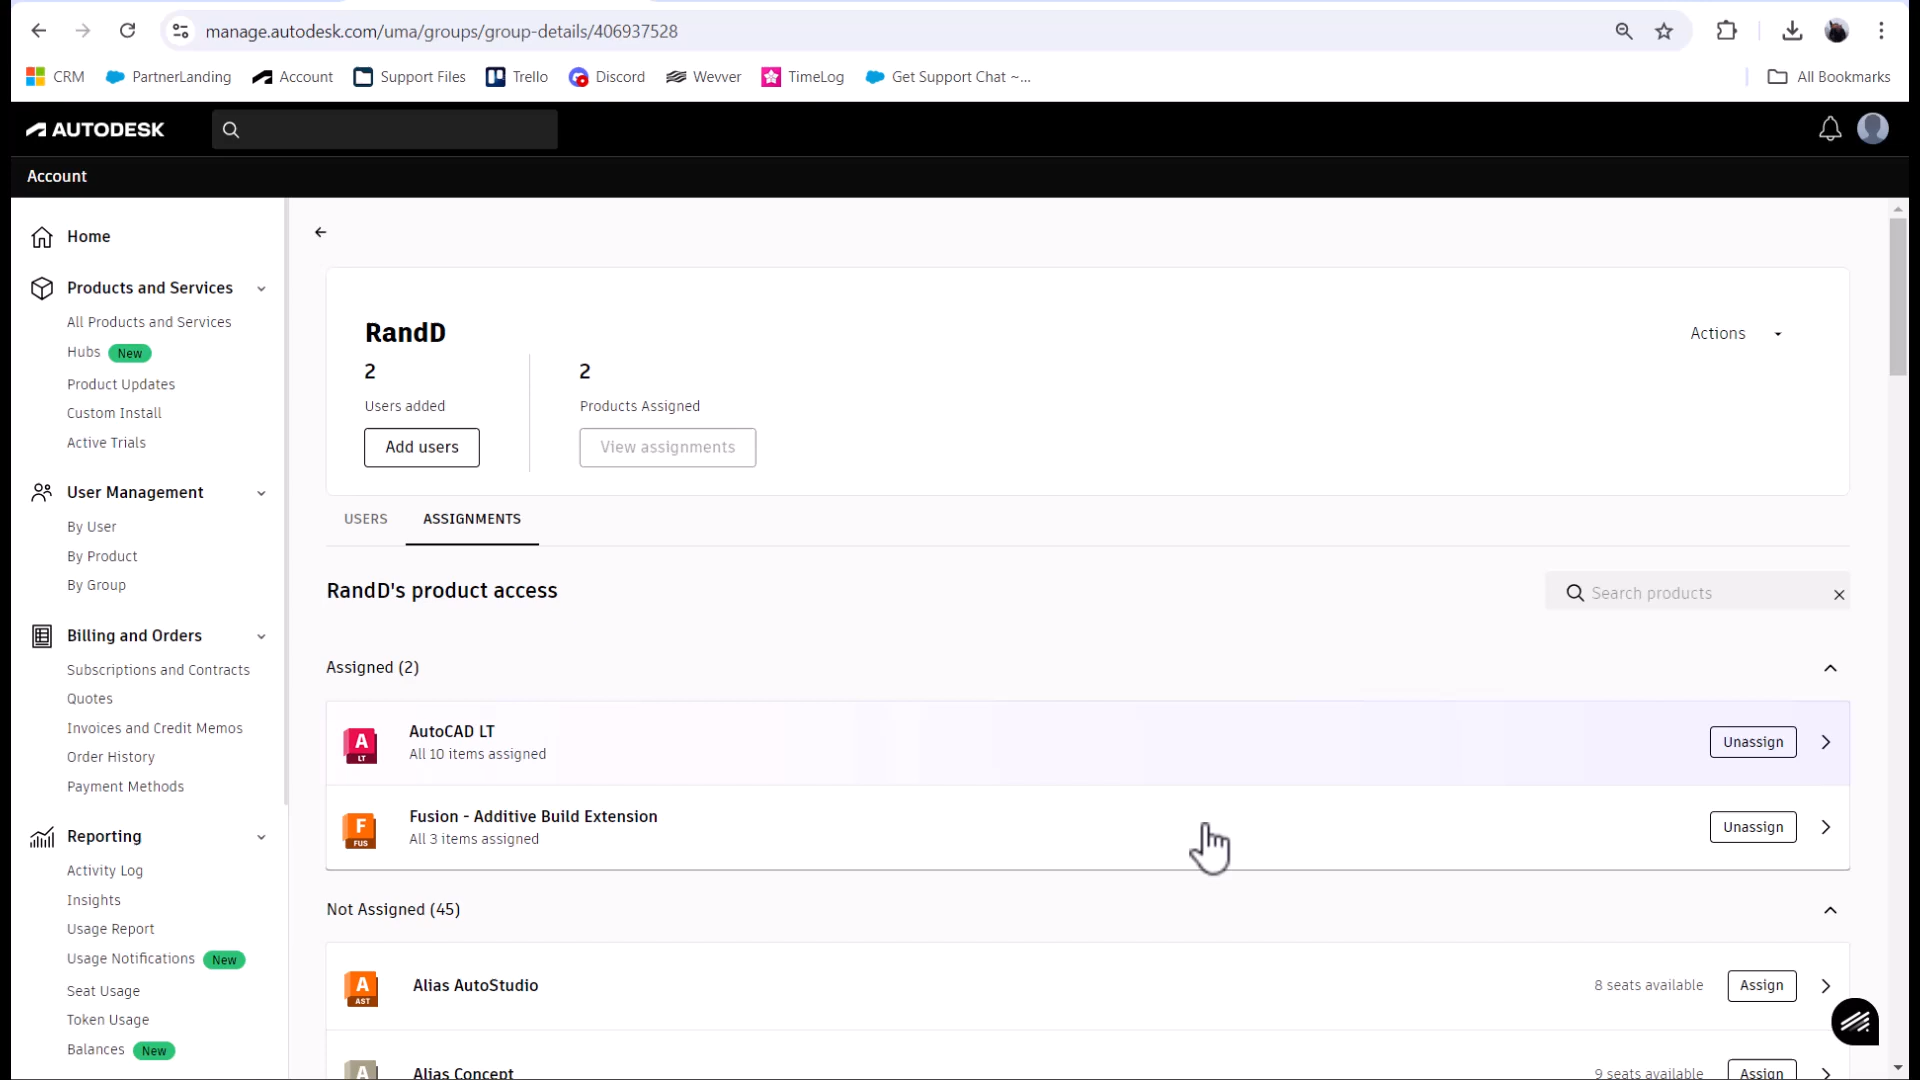 manage.autodesk.com/uma/groups/group-details/406937528
CRM PartnerLanding Account Support Files Trello Discord Wevver TimeLog Get Support Chat ~... All Bookmarks
AUTODESK
Account
Home
Products and Services
All Products and Services
Hubs New
Product Updates
Custom Install
Active Trials
User Management
By User
By Product
By Group
Billing and Orders
Subscriptions and Contracts
Quotes
Invoices and Credit Memos
Order History
Payment Methods
Reporting
Activity Log
Insights
Usage Report
Usage Notifications New
Seat Usage
Token Usage
Balances New
RandD
Actions
2 2
Users added Products Assigned
Add users View assignments
USERS ASSIGNMENTS
RandD's product access
Search products
Assigned (2)
A LT
AutoCAD LT
All 10 items assigned
Unassign
F FUS
Fusion - Additive Build Extension
All 3 items assigned
Unassign
Not Assigned (45)
A AST
Alias AutoStudio
8 seats available
Assign
A
Alias Concept
9 seats available
Assign